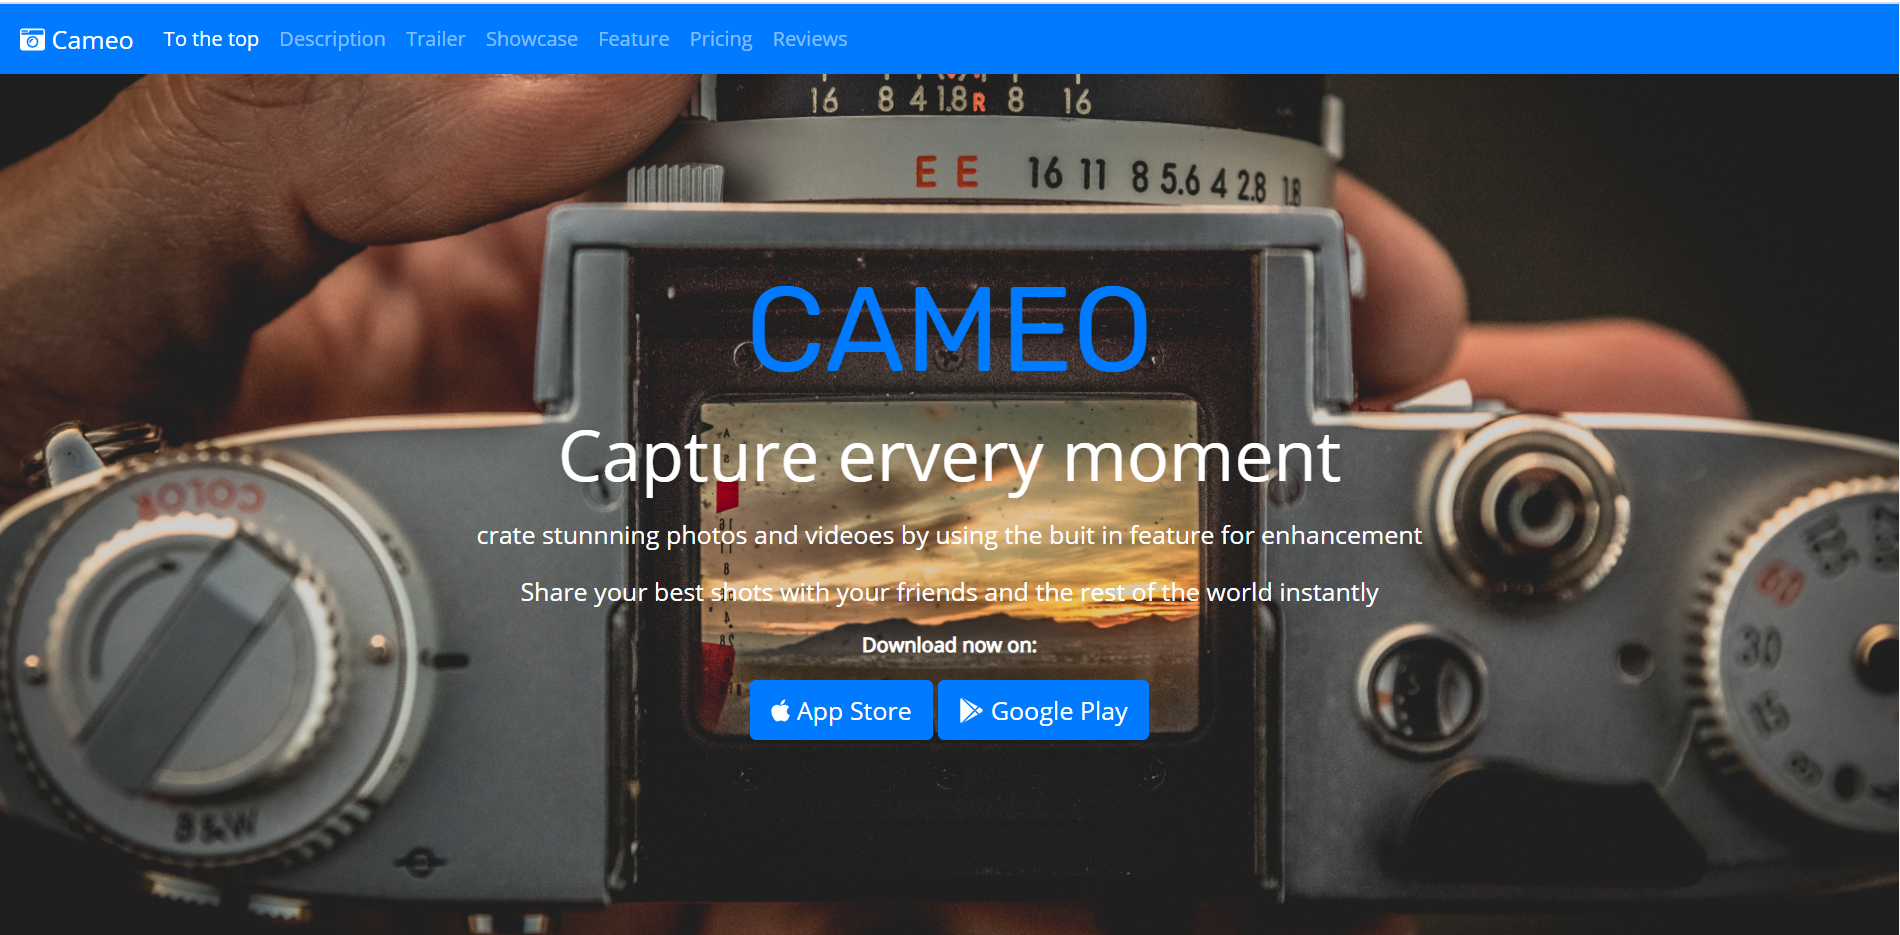 Cameo To the top Description Trailer Showcase Feature Pricing Reviews
16 8 4 1.8 R 8 16
E E 16 11 8 5.6 4 2.8 1.8
CAMEO
Capture ervery moment
COLOR
crate stunnning photos and videoes by using the buit in feature for enhancement
Share your best shots with your friends and the rest of the world instantly
Download now on:
App Store Google Play
60
30
15
8
B&W